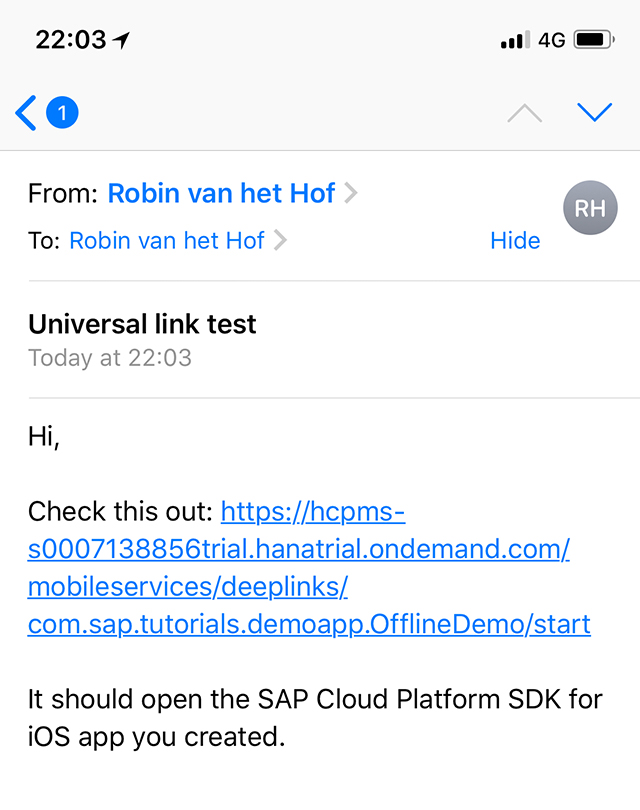 22:03 4G
1
From: Robin van het Hof
RH
To: Robin van het Hof Hide
Universal link test
Today at 22:03
Hi,
Check this out: https://hcpms-
s0007138856trial.hanatrial.ondemand.com/
mobileservices/deeplinks/
com.sap.tutorials.demoapp.OfflineDemo/start
It should open the SAP Cloud Platform SDK for
iOS app you created.